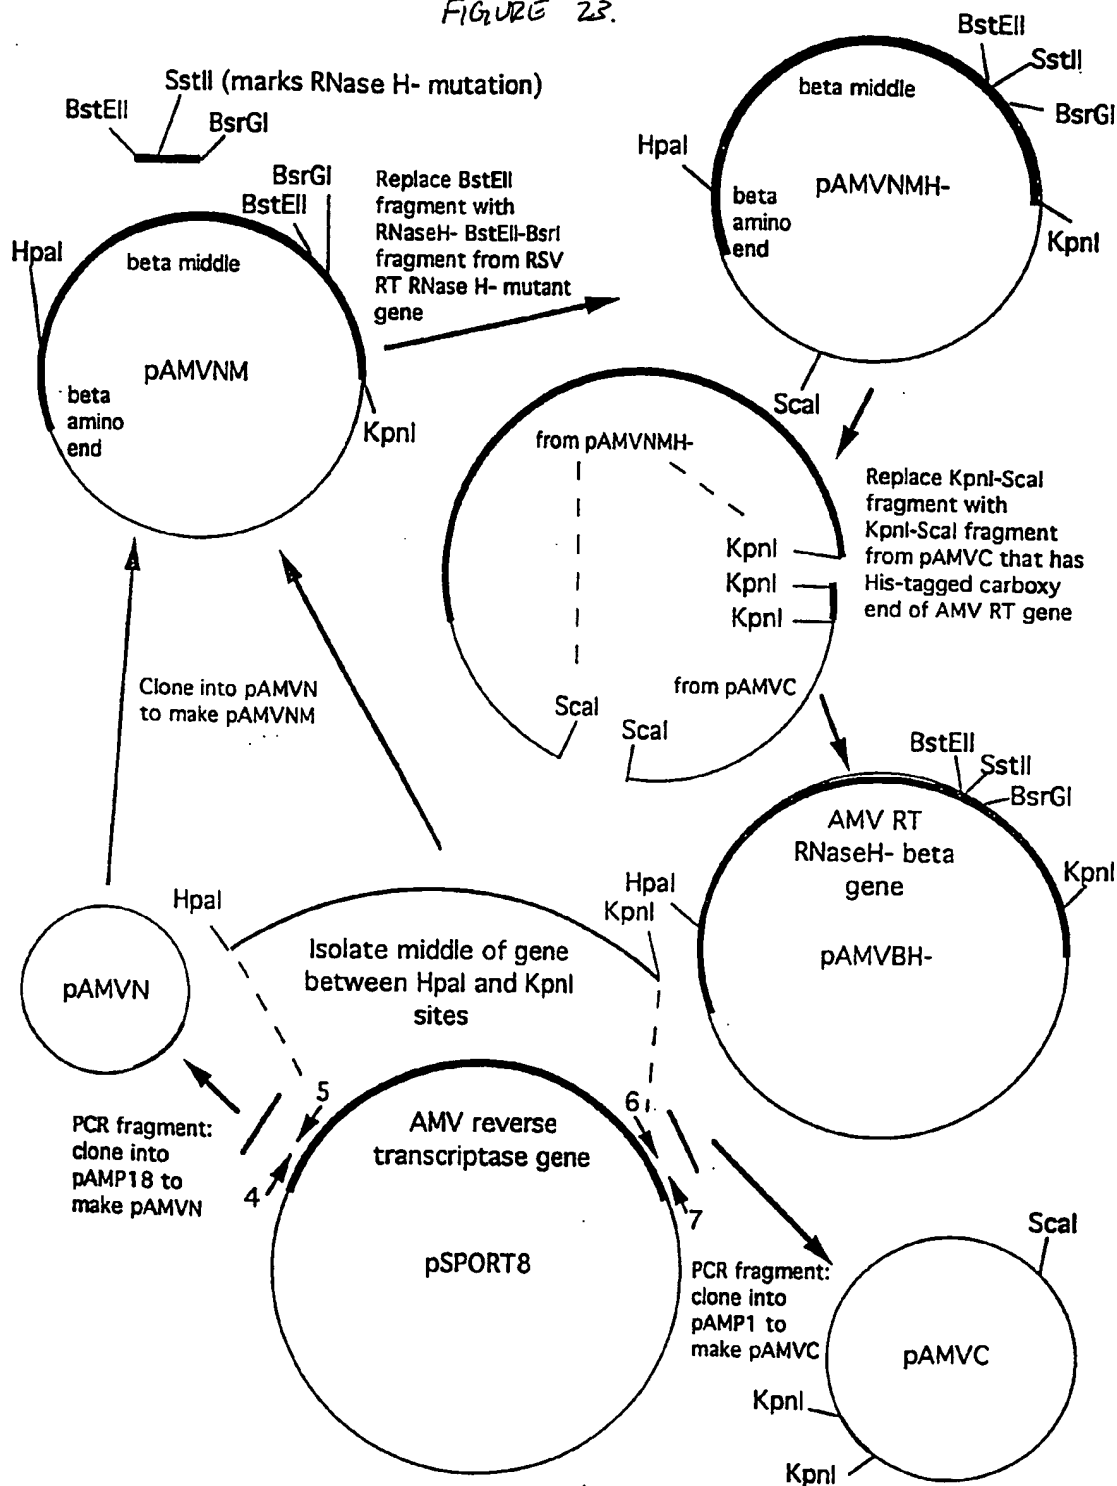 FIGURE 23.
SstII (marks RNase H- mutation)
BstEII
BsrGI
BstEII
SstII
BsrGI
beta middle
HpaI
pAMVNMH-
beta
amino
end
KpnI
ScaI
BsrGI
BstEII
HpaI
beta middle
pAMVNM
beta
amino
end
KpnI
Replace BstEII
fragment with
RNaseH- BstEII-BsrI
fragment from RSV
RT RNase H- mutant
gene
from pAMVNMH-
KpnI
KpnI
KpnI
from pAMVC
ScaI
ScaI
Replace KpnI-ScaI
fragment with
KpnI-ScaI fragment
from pAMVC that has
His-tagged carboxy
end of AMV RT gene
Clone into pAMVN
to make pAMVNM
BstEII
SstII
BsrGI
AMV RT
RNaseH- beta
gene
KpnI
HpaI
pAMVBH-
HpaI
KpnI
Isolate middle of gene
between HpaI and KpnI
sites
pAMVN
PCR fragment:
clone into
pAMP18 to
make pAMVN
5
4
6
7
AMV reverse
transcriptase gene
pSPORT8
PCR fragment:
clone into
pAMP1 to
make pAMVC
ScaI
pAMVC
KpnI
KpnI